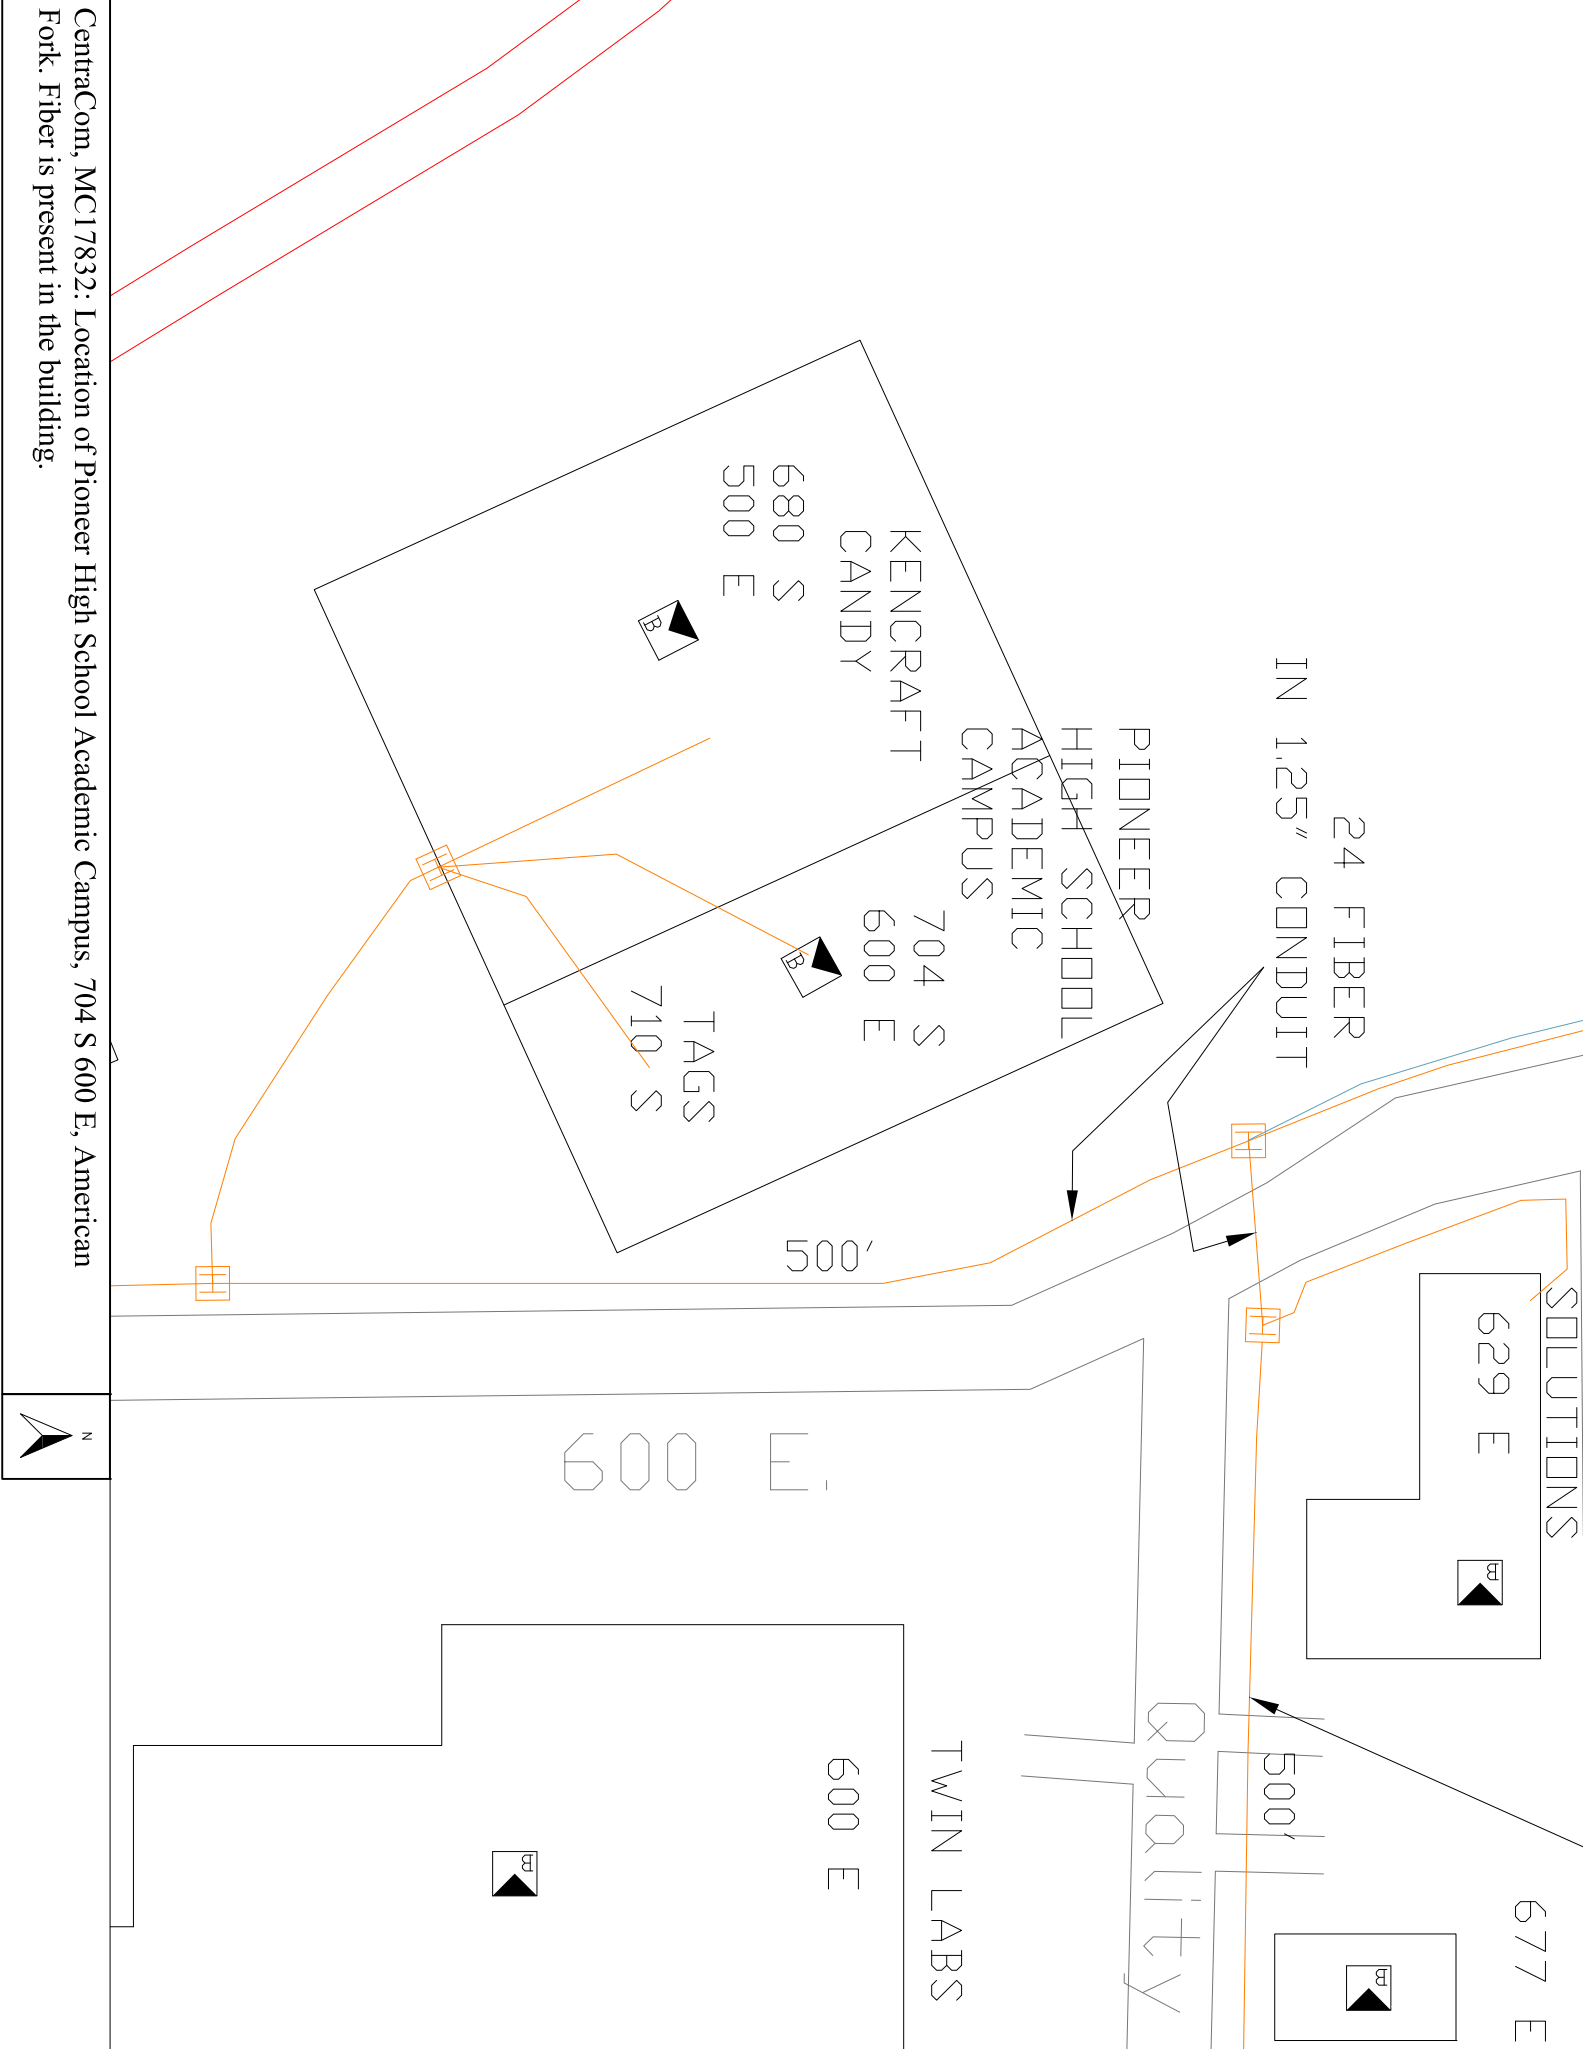 24 FIBER
IN 1.25" CONDUIT
PIONEER
HIGH SCHOOL
ACADEMIC
CAMPUS
KENCRAFT
CANDY
680 S
500 E
704 S
600 E
TAGS
710 S
500'
SOLUTIONS
629 E
677 E
500'
Quality
TWIN LABS
600 E
600 E
B
B
B
B
B
H
H
H
H
CentraCom, MC17832: Location of Pioneer High School Academic Campus, 704 S 600 E, American
Fork. Fiber is present in the building.
N